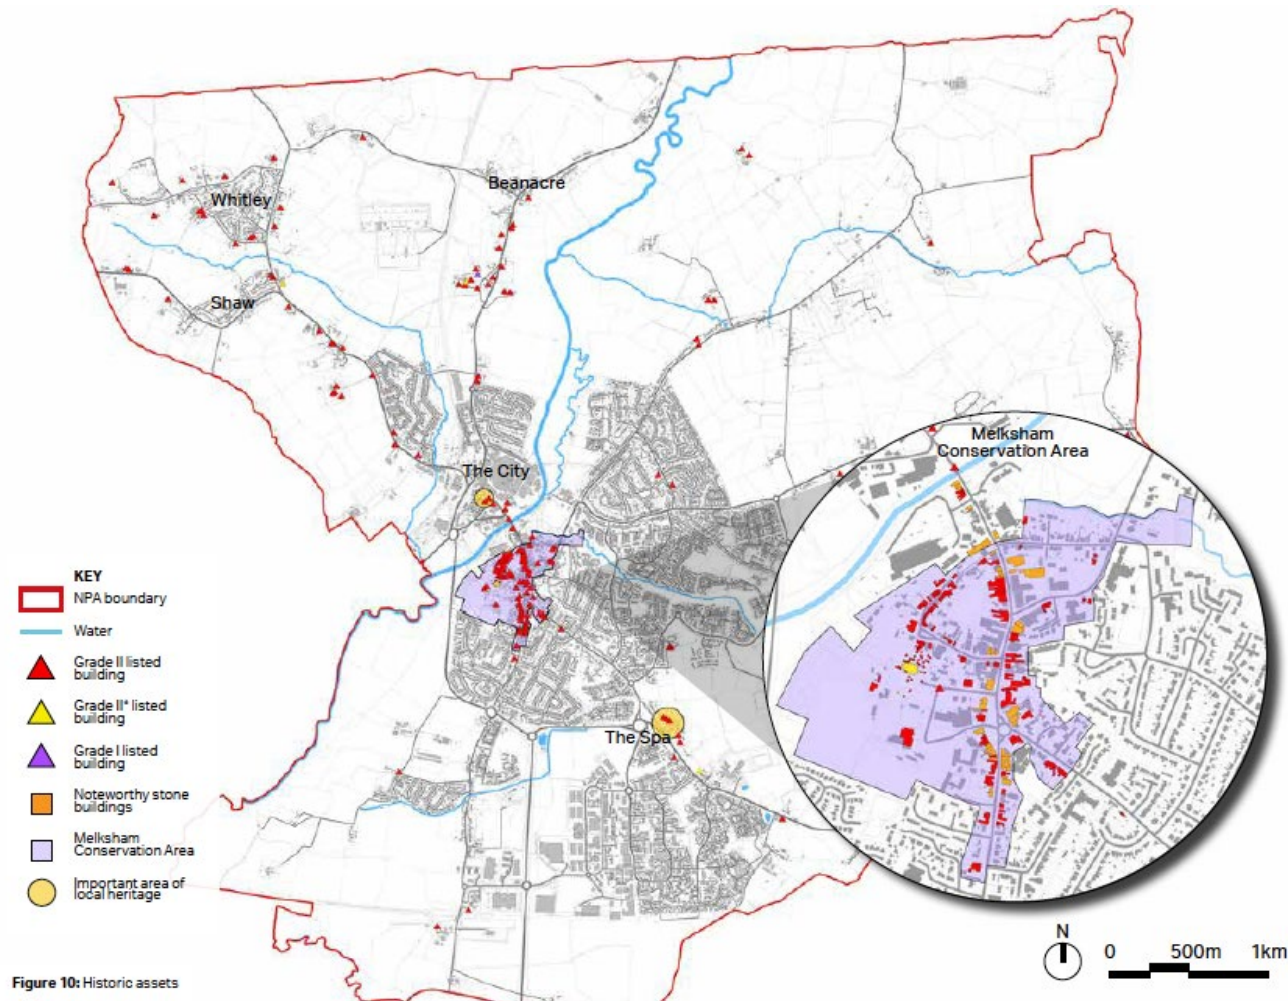 Beanacre
Whitley
Shaw
The City
Melksham
Conservation Area
The Spa
KEY
NPA boundary
Water
Grade II listed
building
Grade II* listed
building
Grade I listed
building
Noteworthy stone
buildings
Melksham
Conservation Area
Important area of
local heritage
N
0 500m 1km
Figure 10: Historic assets